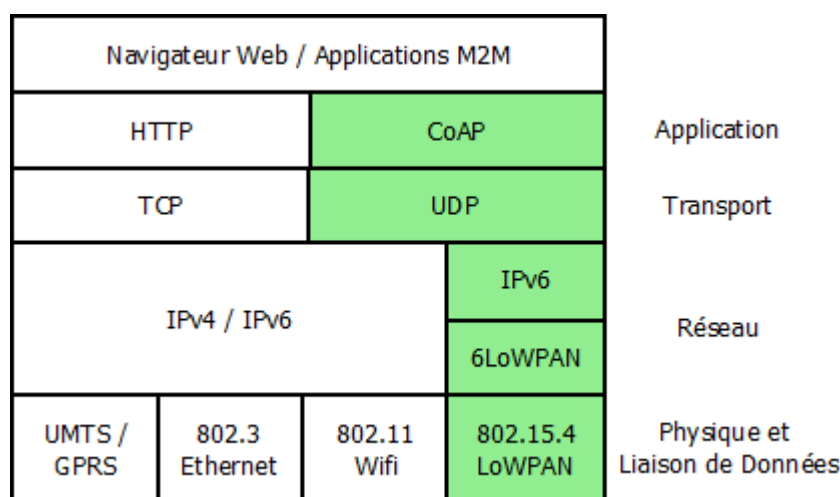 Navigateur Web / Applications M2M
HTTP
CoAP
Application
TCP
UDP
Transport
IPv4 / IPv6
IPv6
6LoWPAN
Réseau
UMTS /
GPRS
802.3
Ethernet
802.11
Wifi
802.15.4
LoWPAN
Physique et
Liaison de Données